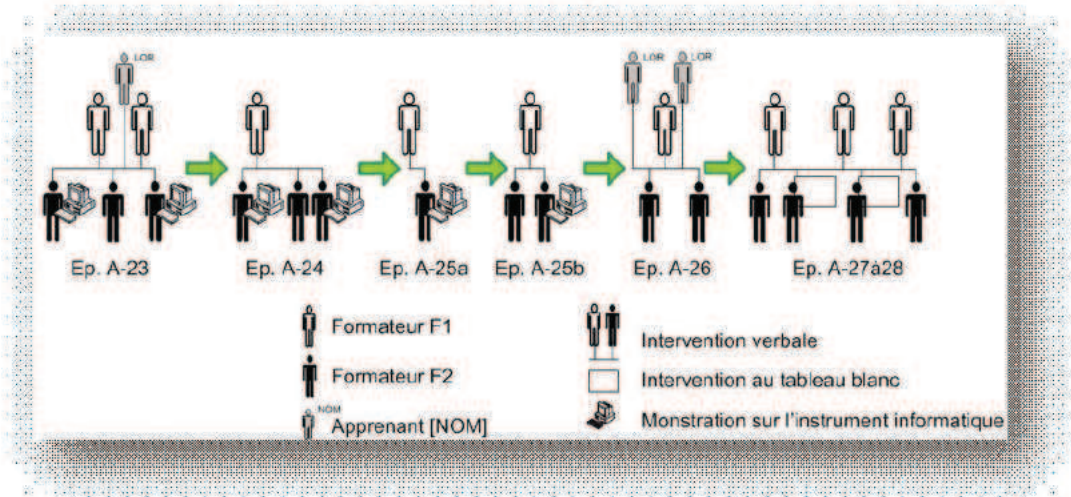 LOR
LOR
LOR
Ep. A-23
Ep. A-24
Ep. A-25a
Ep. A-25b
Ep. A-26
Ep. A-27à28
Formateur F1
Formateur F2
NOM
Apprenant [NOM]
Intervention verbale
Intervention au tableau blanc
Monstration sur l'instrument informatique